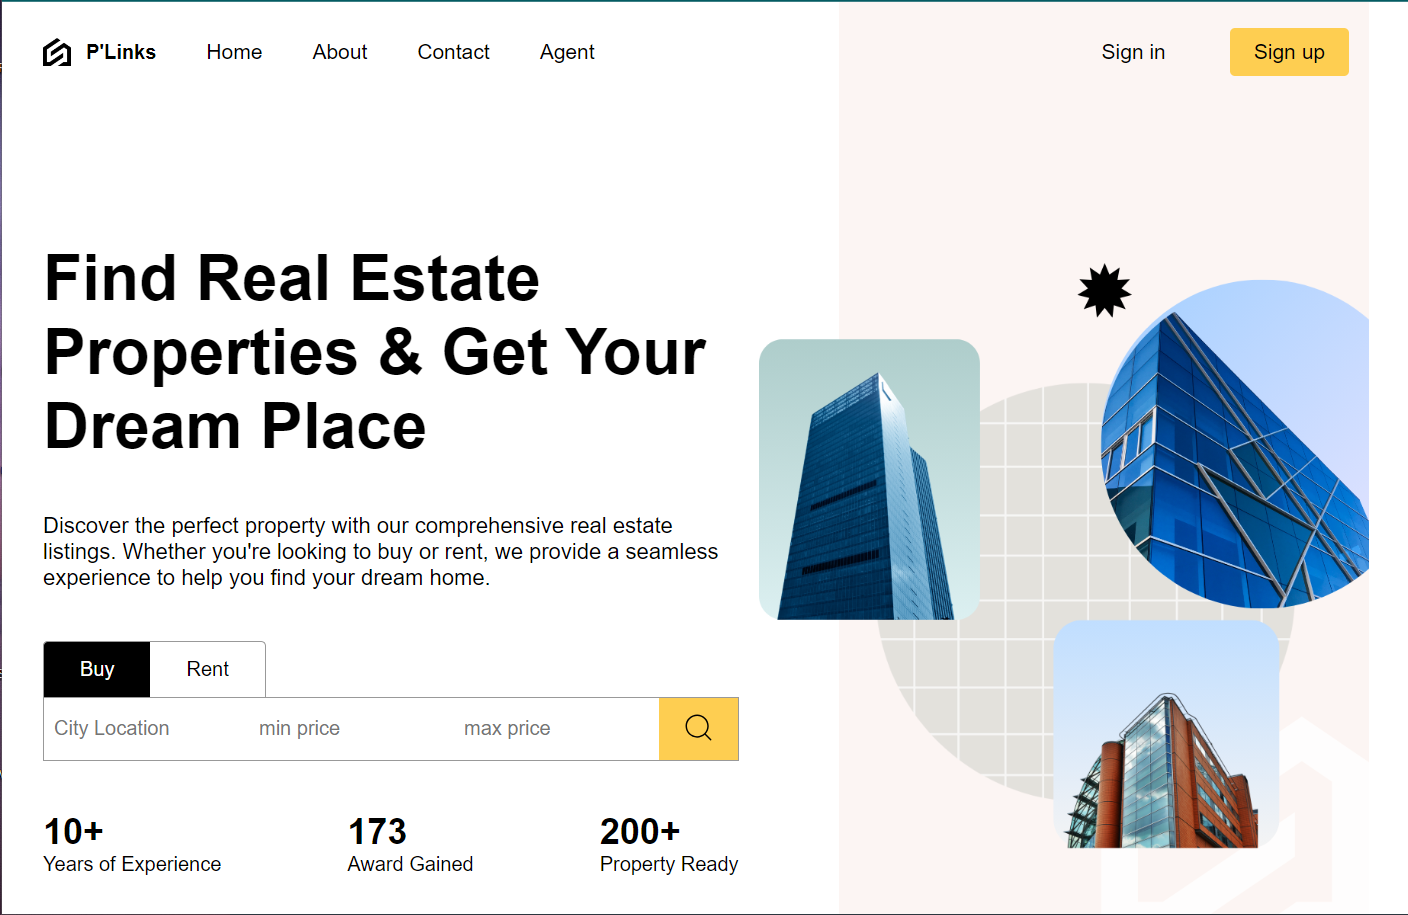 P'Links Home About Contact Agent Sign in Sign up
Find Real Estate
Properties & Get Your
Dream Place
Discover the perfect property with our comprehensive real estate
listings. Whether you're looking to buy or rent, we provide a seamless
experience to help you find your dream home.
Buy Rent
City Location min price max price
10+ 173 200+
Years of Experience Award Gained Property Ready